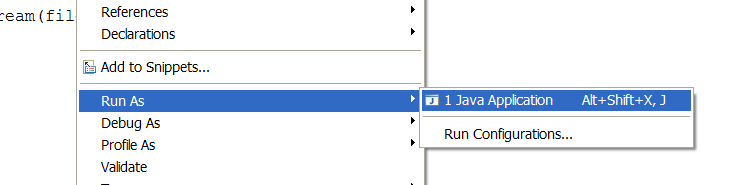 References
ream(fil
Declarations
Add to Snippets...
Run As
1 Java Application Alt+Shift+X, J
Debug As
Run Configurations...
Profile As
Validate